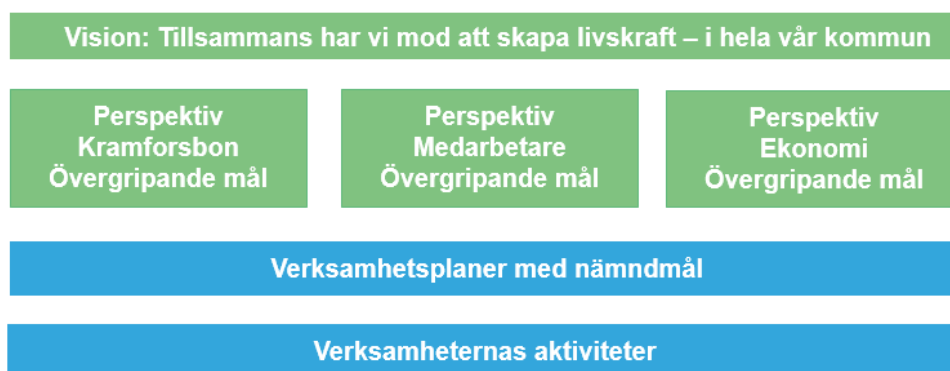 Vision: Tillsammans har vi mod att skapa livskraft – i hela vår kommun
Perspektiv
Kramforsbon
Övergripande mål
Perspektiv
Medarbetare
Övergripande mål
Perspektiv
Ekonomi
Övergripande mål
Verksamhetsplaner med nämndmål
Verksamheternas aktiviteter